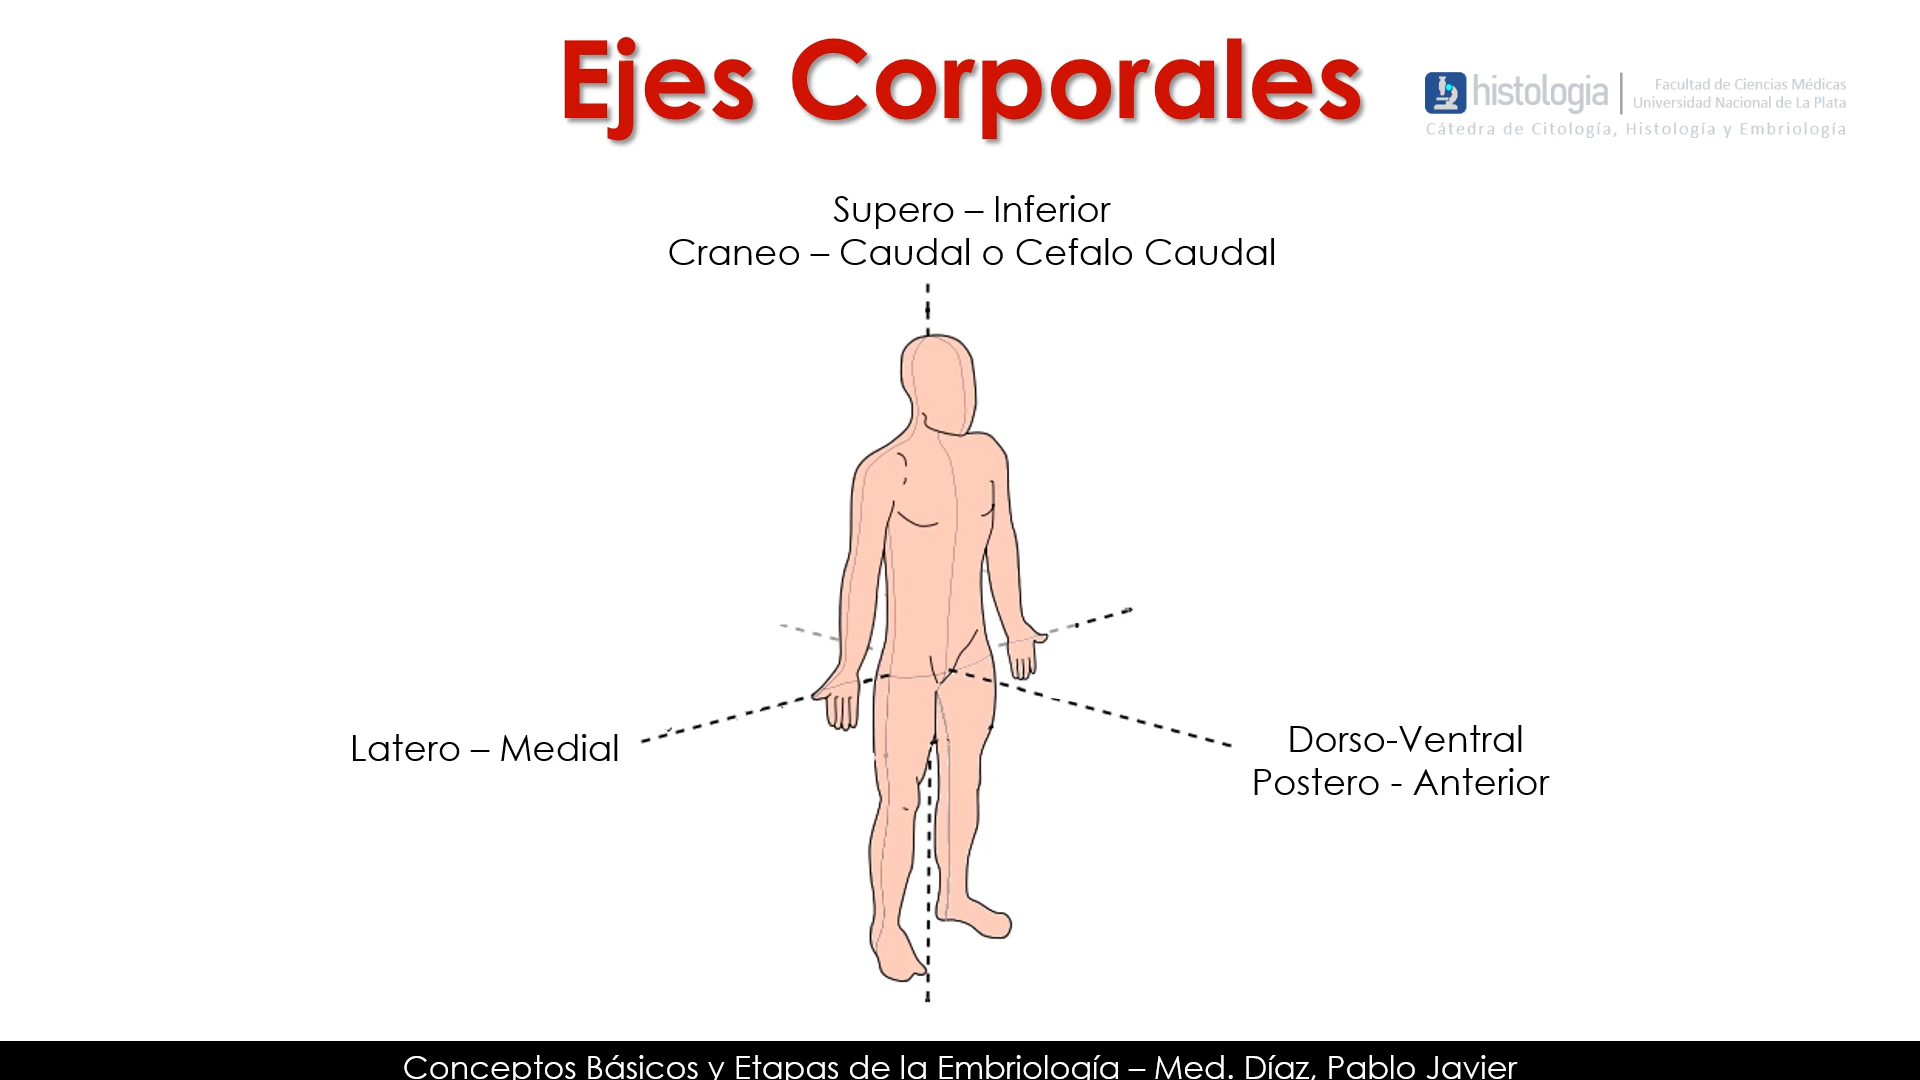 Ejes Corporales
histologia
Facultad de Ciencias Médicas
Universidad Nacional de La Plata
Cátedra de Citología, Histología y Embriología
Supero – Inferior
Craneo – Caudal o Cefalo Caudal
Latero – Medial
Dorso-Ventral
Postero - Anterior
Conceptos Básicos y Etapas de la Embriología – Med. Díaz, Pablo Javier